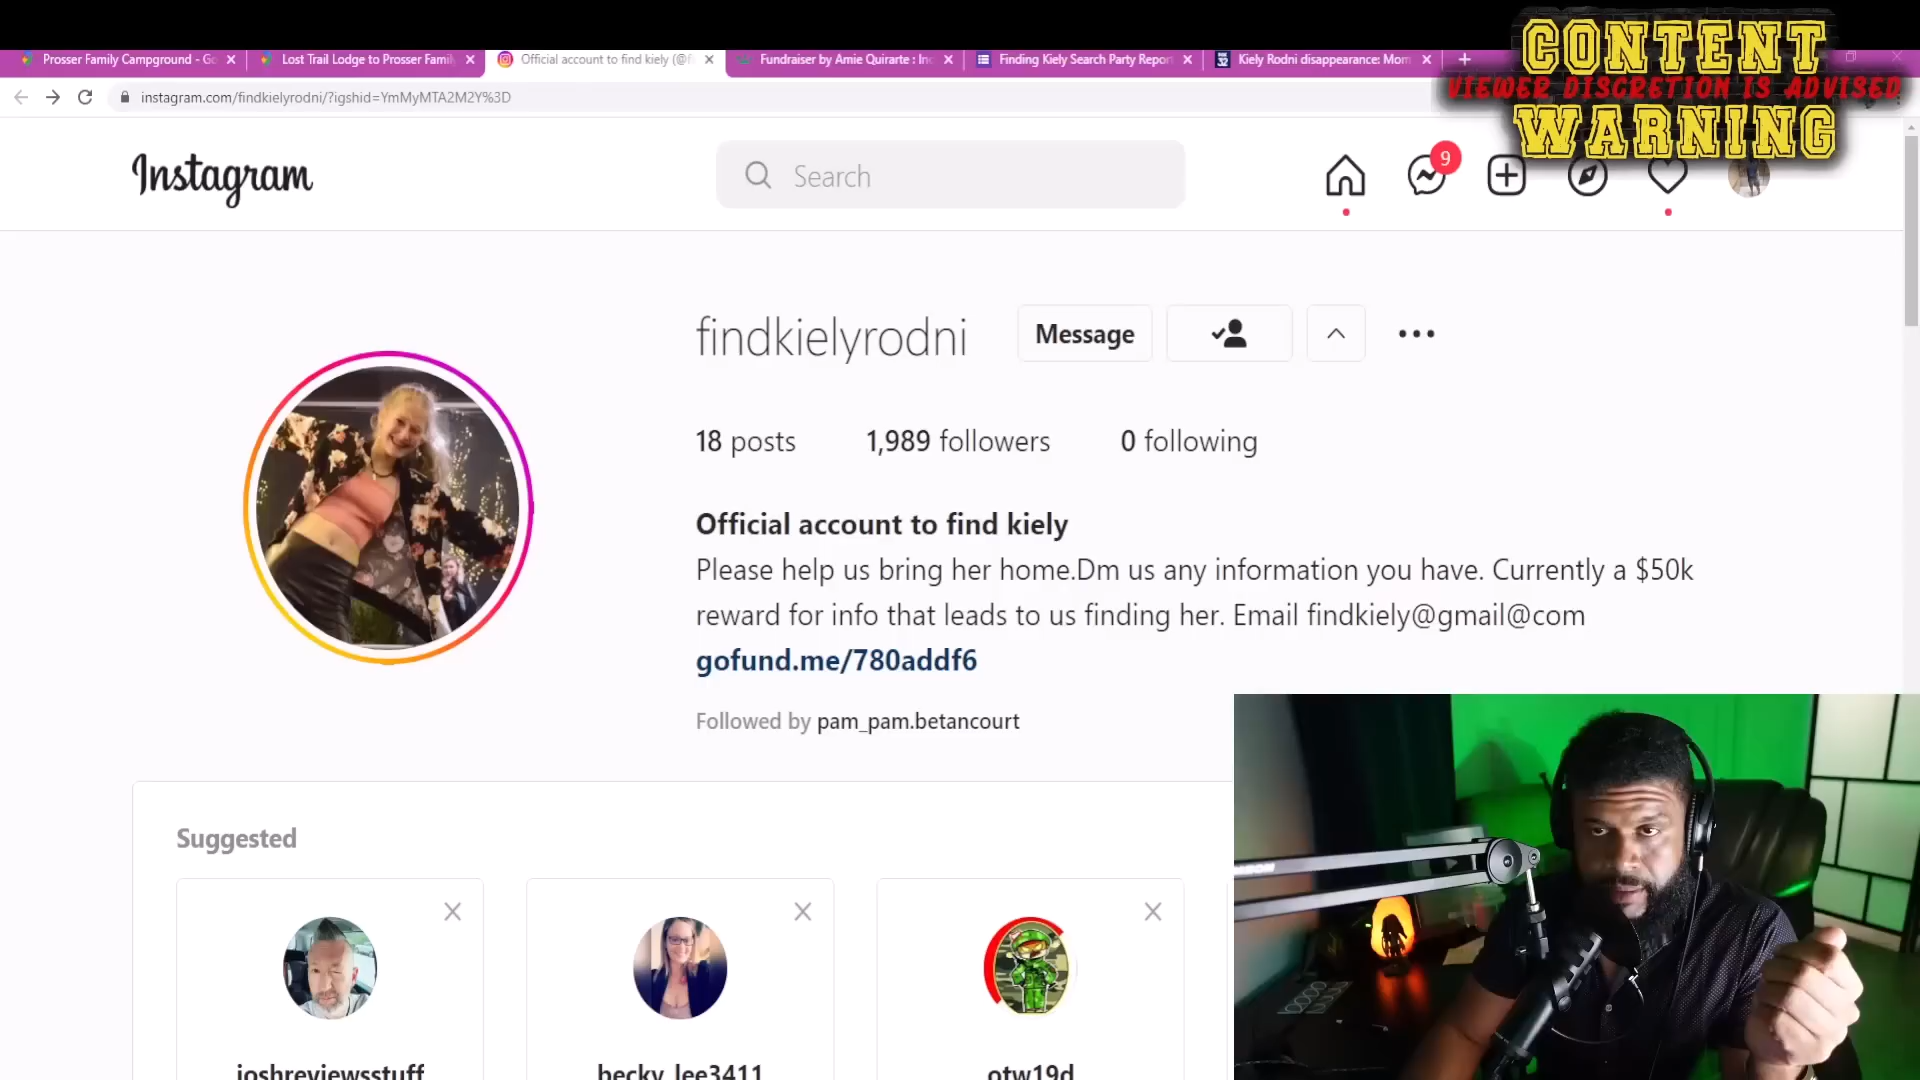 Prosser Family Campground - Go
Lost Trail Lodge to Prosser Famil
Official account to find kiely (@f
Fundraiser by Amie Quirarte : In
Finding Kiely Search Party Repor
Kiely Rodni disappearance: Mom
CONTENT
VIEWER DISCRETION IS ADVISED
WARNING
instagram.com/findkielyrodni/?igshid=YmMyMTA2M2Y%3D
Instagram
Search
9
findkielyrodni
Message
18 posts
1,989 followers
0 following
Official account to find kiely
Please help us bring her home.Dm us any information you have. Currently a $50k
reward for info that leads to us finding her. Email findkiely@gmail@com
gofund.me/780addf6
Followed by pam_pam.betancourt
Suggested
joshreviewsstuff
becky_lee3411
otw19d